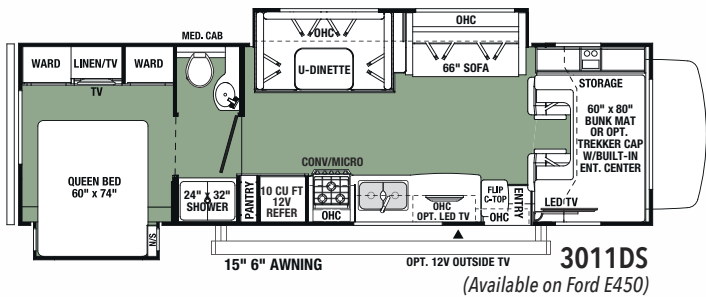 MED. CAB
OHC
OHC
WARD
LINEN/TV
WARD
U-DINETTE
66" SOFA
STORAGE
TV
60" x 80"
BUNK MAT
OR OPT.
TREKKER CAP
W/BUILT-IN
ENT. CENTER
CONV/MICRO
QUEEN BED
60" x 74"
24" x 32"
SHOWER
PANTRY
10 CU FT
12V
REFER
OHC
OHC
OPT. LED TV
FLIP
C-TOP
OHC
ENTRY
LED TV
N/S
15" 6" AWNING
OPT. 12V OUTSIDE TV
3011DS
(Available on Ford E450)